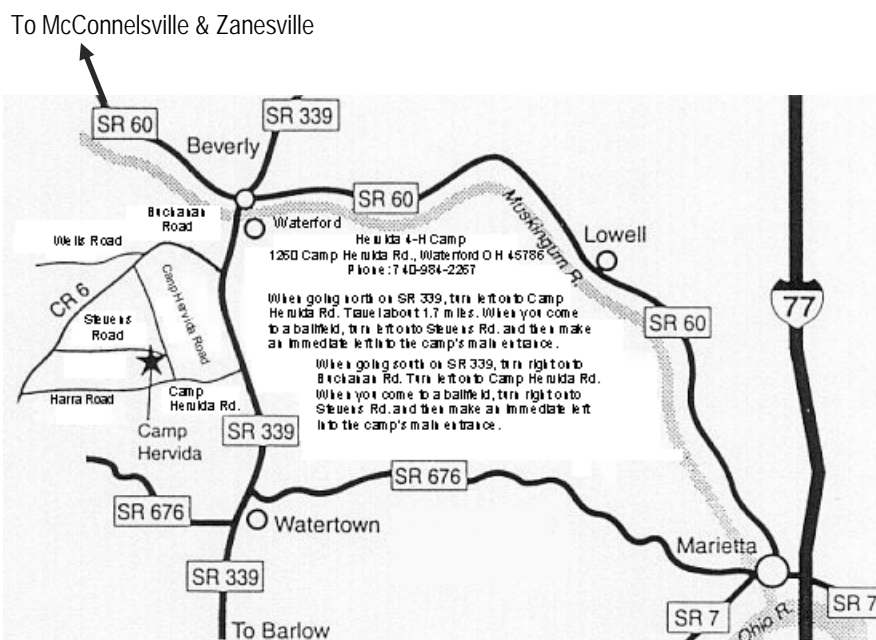 To McConnelsville & Zanesville
SR 60
SR 339
Beverly
SR 60
Buchanan
Road
Waterford
Wells Road
Muskingum R.
Lowell
Hervida 4-H Camp
1260 Camp Hervida Rd., Waterford OH 45786
Phone: 740-984-2267
CR 6
Camp Hervida Road
When going north on SR 339, turn left onto Camp
Hervida Rd. Travel about 1.7 miles. When you come
to a ballfield, turn left onto Stevens Rd. and then make
an immediate left into the camp's main entrance.
77
Stevens
Road
SR 60
When going south on SR 339, turn right onto
Buchanan Rd. Turn left onto Camp Hervida Rd.
When you come to a ballfield, turn right onto
Stevens Rd. and then make an immediate left
into the camp's main entrance.
Harra Road
Camp
Hervida Rd.
Camp
Hervida
SR 339
SR 676
SR 676
Watertown
Marietta
SR 339
SR 7
SR 7
Ohio R.
To Barlow